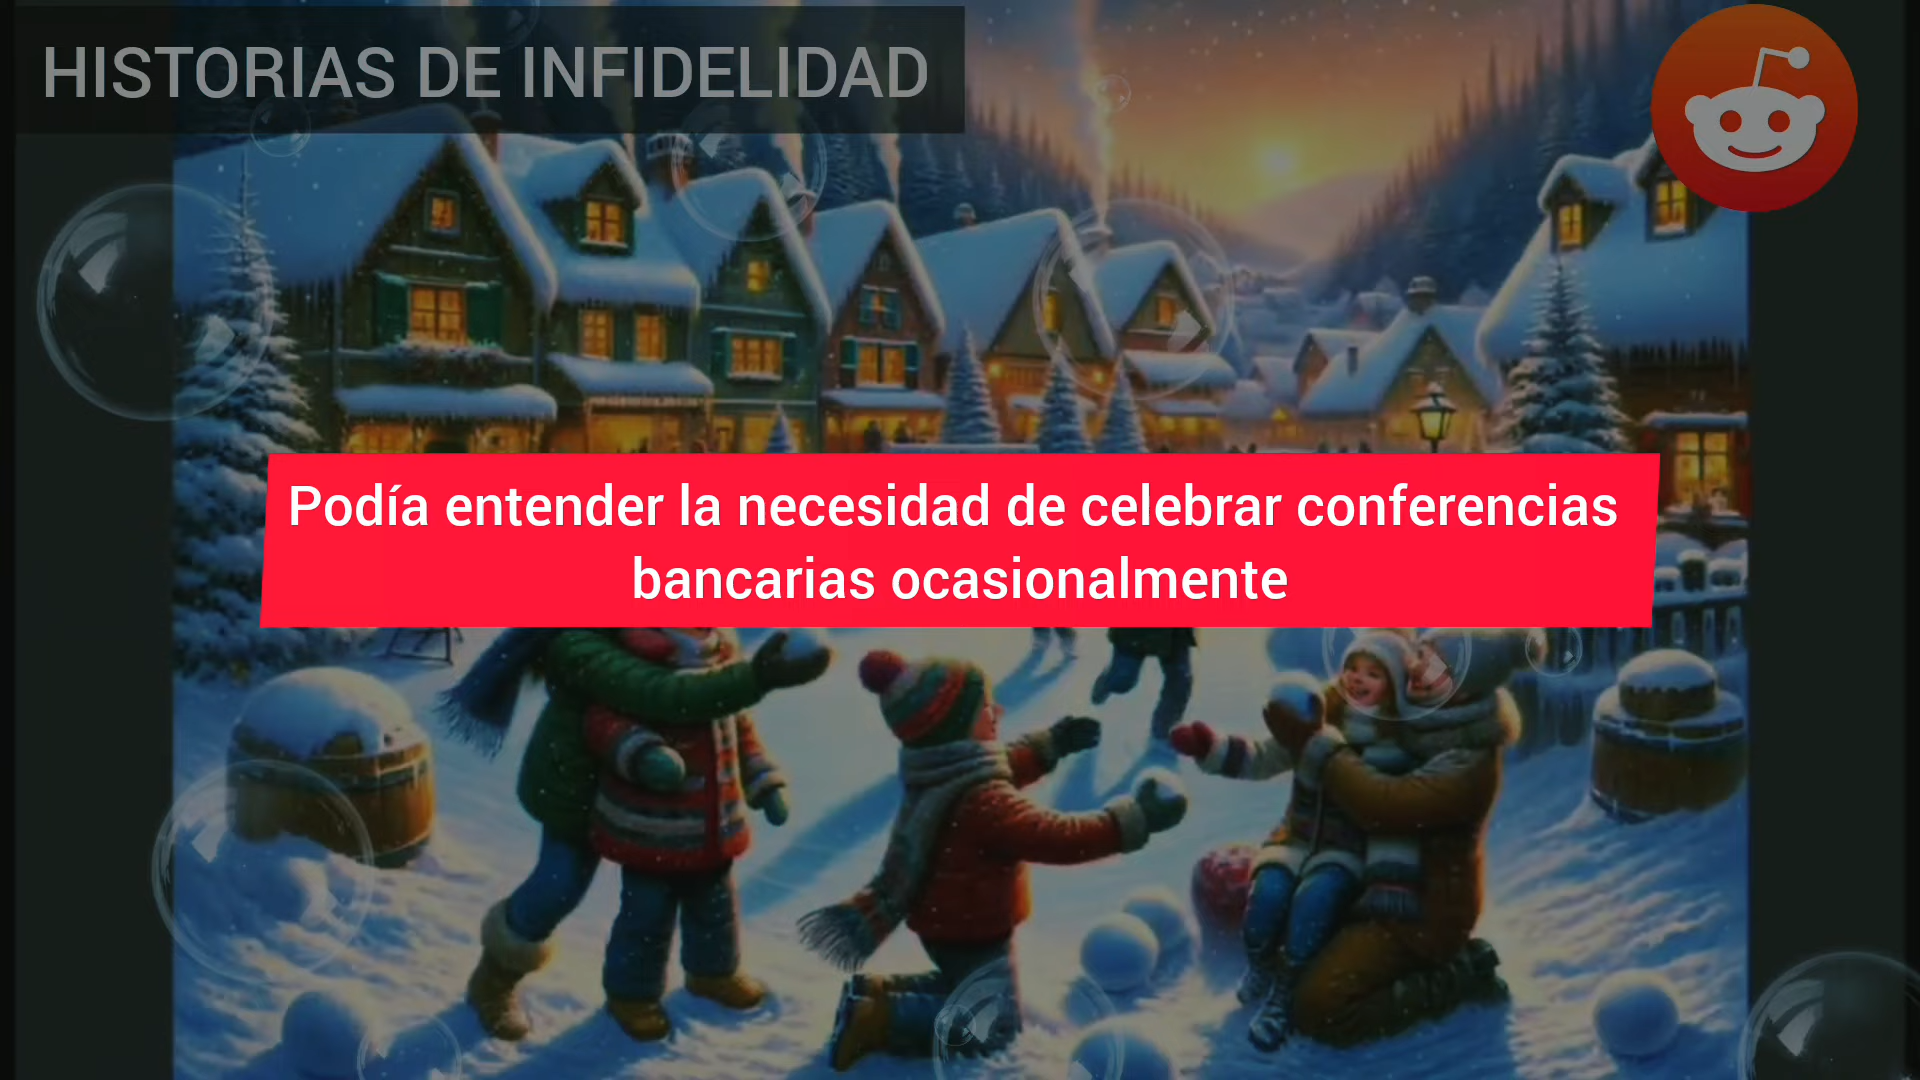 HISTORIAS DE INFIDELIDAD
Podía entender la necesidad de celebrar conferencias
bancarias ocasionalmente